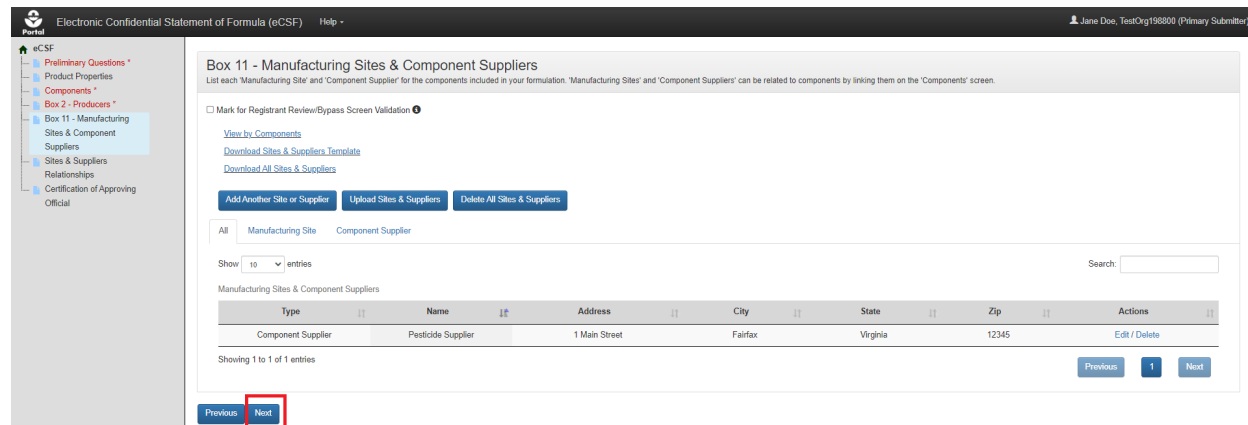 Portal
Electronic Confidential Statement of Formula (eCSF) Help
Jane Doe, TestOrg198800 (Primary Submitter)
eCSF
Preliminary Questions *
Product Properties
Components *
Box 2 - Producers *
Box 11 - Manufacturing
Sites & Component
Suppliers
Sites & Suppliers
Relationships
Certification of Approving
Official
Box 11 - Manufacturing Sites & Component Suppliers
List each 'Manufacturing Site' and 'Component Supplier' for the components included in your formulation. 'Manufacturing Sites' and 'Component Suppliers' can be related to components by linking them on the 'Components' screen.
Mark for Registrant Review/Bypass Screen Validation
View by Components
Download Sites & Suppliers Template
Download All Sites & Suppliers
Add Another Site or Supplier Upload Sites & Suppliers Delete All Sites & Suppliers
All Manufacturing Site Component Supplier
Show 10 entries Search:
Manufacturing Sites & Component Suppliers
Type Name Address City State Zip Actions
Component Supplier Pesticide Supplier 1 Main Street Fairfax Virginia 12345 Edit / Delete
Showing 1 to 1 of 1 entries
Previous 1 Next
Previous Next